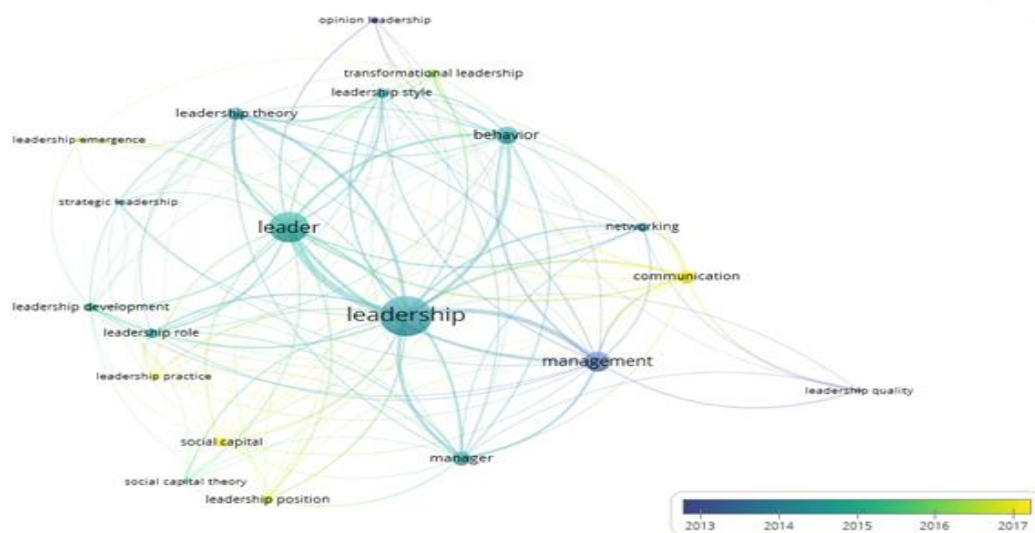 opinion leadership
transformational leadership
leadership style
leadership theory
behavior
leadership emergence
strategic leadership
leader
networking
communication
leadership development
leadership
leadership role
management
leadership practice
leadership quality
social capital
manager
social capital theory
leadership position
2013 2014 2015 2016 2017